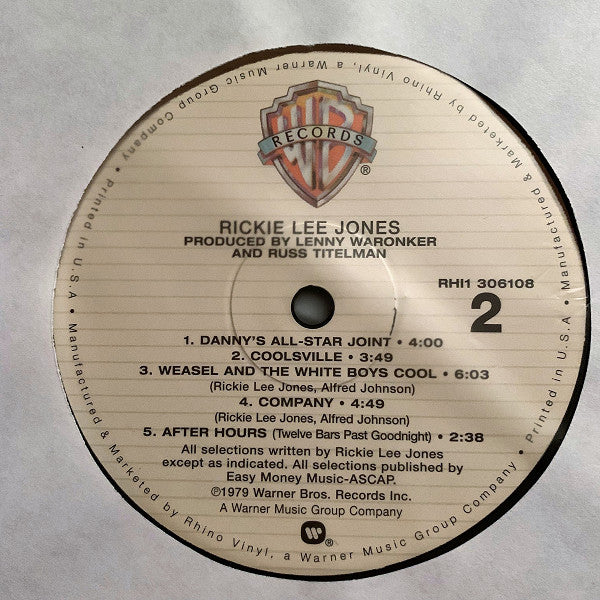 WB
RECORDS
®
RICKIE LEE JONES
PRODUCED BY LENNY WARONKER
AND RUSS TITELMAN
RHI1 306108
2
1. DANNY'S ALL-STAR JOINT • 4:00
2. COOLSVILLE • 3:49
3. WEASEL AND THE WHITE BOYS COOL • 6:03
(Rickie Lee Jones, Alfred Johnson)
4. COMPANY • 4:49
(Rickie Lee Jones, Alfred Johnson)
5. AFTER HOURS (Twelve Bars Past Goodnight) • 2:38
All selections written by Rickie Lee Jones
except as indicated. All selections published by
Easy Money Music-ASCAP.
℗1979 Warner Bros. Records Inc.
A Warner Music Group Company
®
Manufactured & Marketed by Rhino Vinyl, a Warner Music Group Company • Printed in U.S.A • Manufactured & Marketed by Rhino Vinyl, a Warner Music Group Company • Printed in U.S.A •